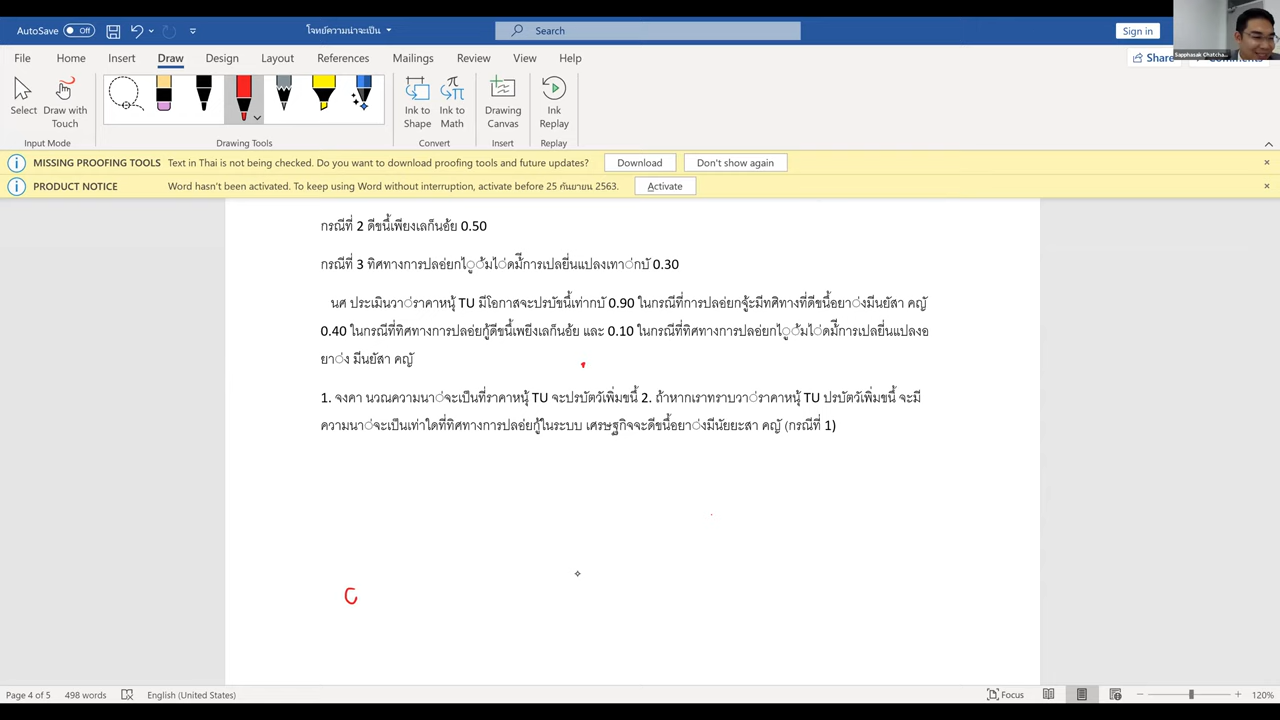 AutoSave Off โจทย์ความน่าจะเป็น Search Sign in
File Home Insert Draw Design Layout References Mailings Review View Help Share Comments
Sapphasak Chatcha...
Select Draw with Touch Ink to Shape Ink to Math Drawing Canvas Ink Replay
Input Mode Drawing Tools Convert Insert Replay
MISSING PROOFING TOOLS Text in Thai is not being checked. Do you want to download proofing tools and future updates? Download Don't show again
PRODUCT NOTICE Word hasn't been activated. To keep using Word without interruption, activate before 25 กันยายน 2563. Activate
กรณีที่ 2 ดีขนึ้เพียงเลก็นอ้ย 0.50
กรณีที่ 3 ทิศทางการปลอ่ยกไู้ม่ไ่ดม้ีการเปลยี่นแปลงเทา่กบั 0.30
นศ ประเมินวา่ราคาหนุ้ TU มีโอกาสจะปรบัขนึ้เท่ากบั 0.90 ในกรณีที่การปลอ่ยกจู้ะมีทศิทางที่ดีขนึ้อยา่งมีนยัสา คญั
0.40 ในกรณีที่ทิศทางการปลอ่ยกู้ดีขนึ้เพยีงเลก็นอ้ย และ 0.10 ในกรณีที่ทิศทางการปลอ่ยกไู้ม่ไ่ดม้ีการเปลยี่นแปลงอ
ยา่ง มีนยัสา คญั
1. จงคา นวณความนา่จะเป็นที่ราคาหนุ้ TU จะปรบัตวัเพิ่มขนึ้ 2. ถ้าหากเราทราบวา่ราคาหนุ้ TU ปรบัตวัเพิ่มขนึ้ จะมี
ความนา่จะเป็นเท่าใดที่ทิศทางการปลอ่ยกู้ในระบบ เศรษฐกิจจะดีขนึ้อยา่งมีนัยยะสา คญั (กรณีที่ 1)
C
Page 4 of 5 498 words English (United States) Focus 120%